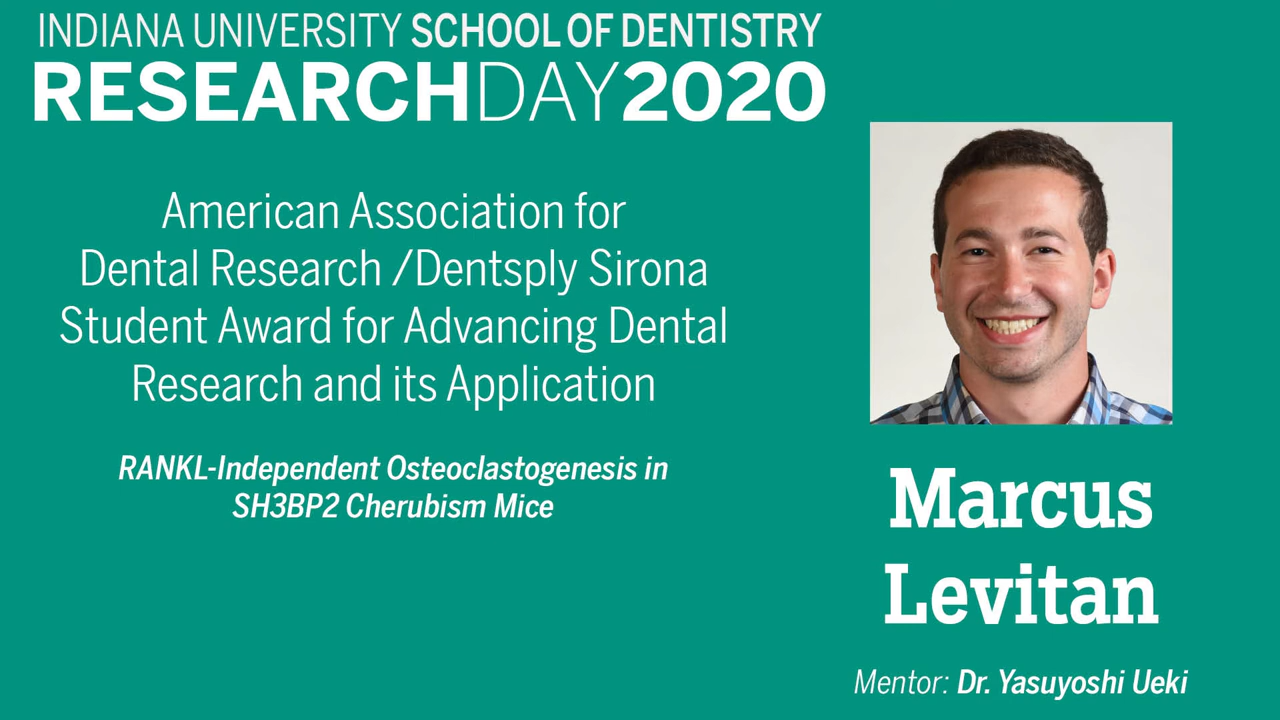 INDIANA UNIVERSITY SCHOOL OF DENTISTRY
RESEARCHDAY2020
American Association for
Dental Research /Dentsply Sirona
Student Award for Advancing Dental
Research and its Application
RANKL-Independent Osteoclastogenesis in
SH3BP2 Cherubism Mice
Marcus
Levitan
Mentor: Dr. Yasuyoshi Ueki